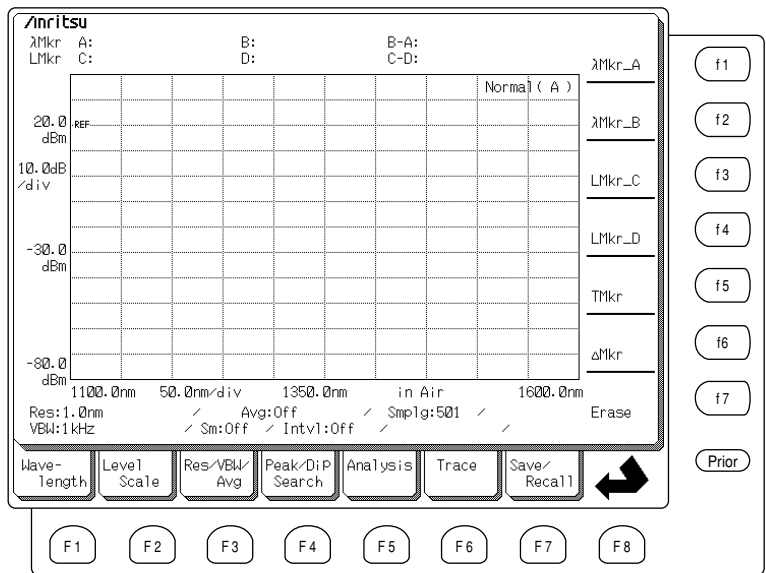 Anritsu
λMkr A: B: B-A:
LMkr C: D: C-D:
Normal( A )
20.0
dBm
REF
10.0dB
/div
-30.0
dBm
-80.0
dBm
1100.0nm 50.0nm/div 1350.0nm in Air 1600.0nm
Res:1.0nm / Avg:Off / Smplg:501 /
VBW:1kHz / Sm:Off / Intvl:Off / /
λMkr_A
λMkr_B
LMkr_C
LMkr_D
TMkr
△Mkr
Erase
f1
f2
f3
f4
f5
f6
f7
Prior
Wave-
length
Level
Scale
Res/VBW/
Avg
Peak/Dip
Search
Analysis
Trace
Save/
Recall
F1 F2 F3 F4 F5 F6 F7 F8